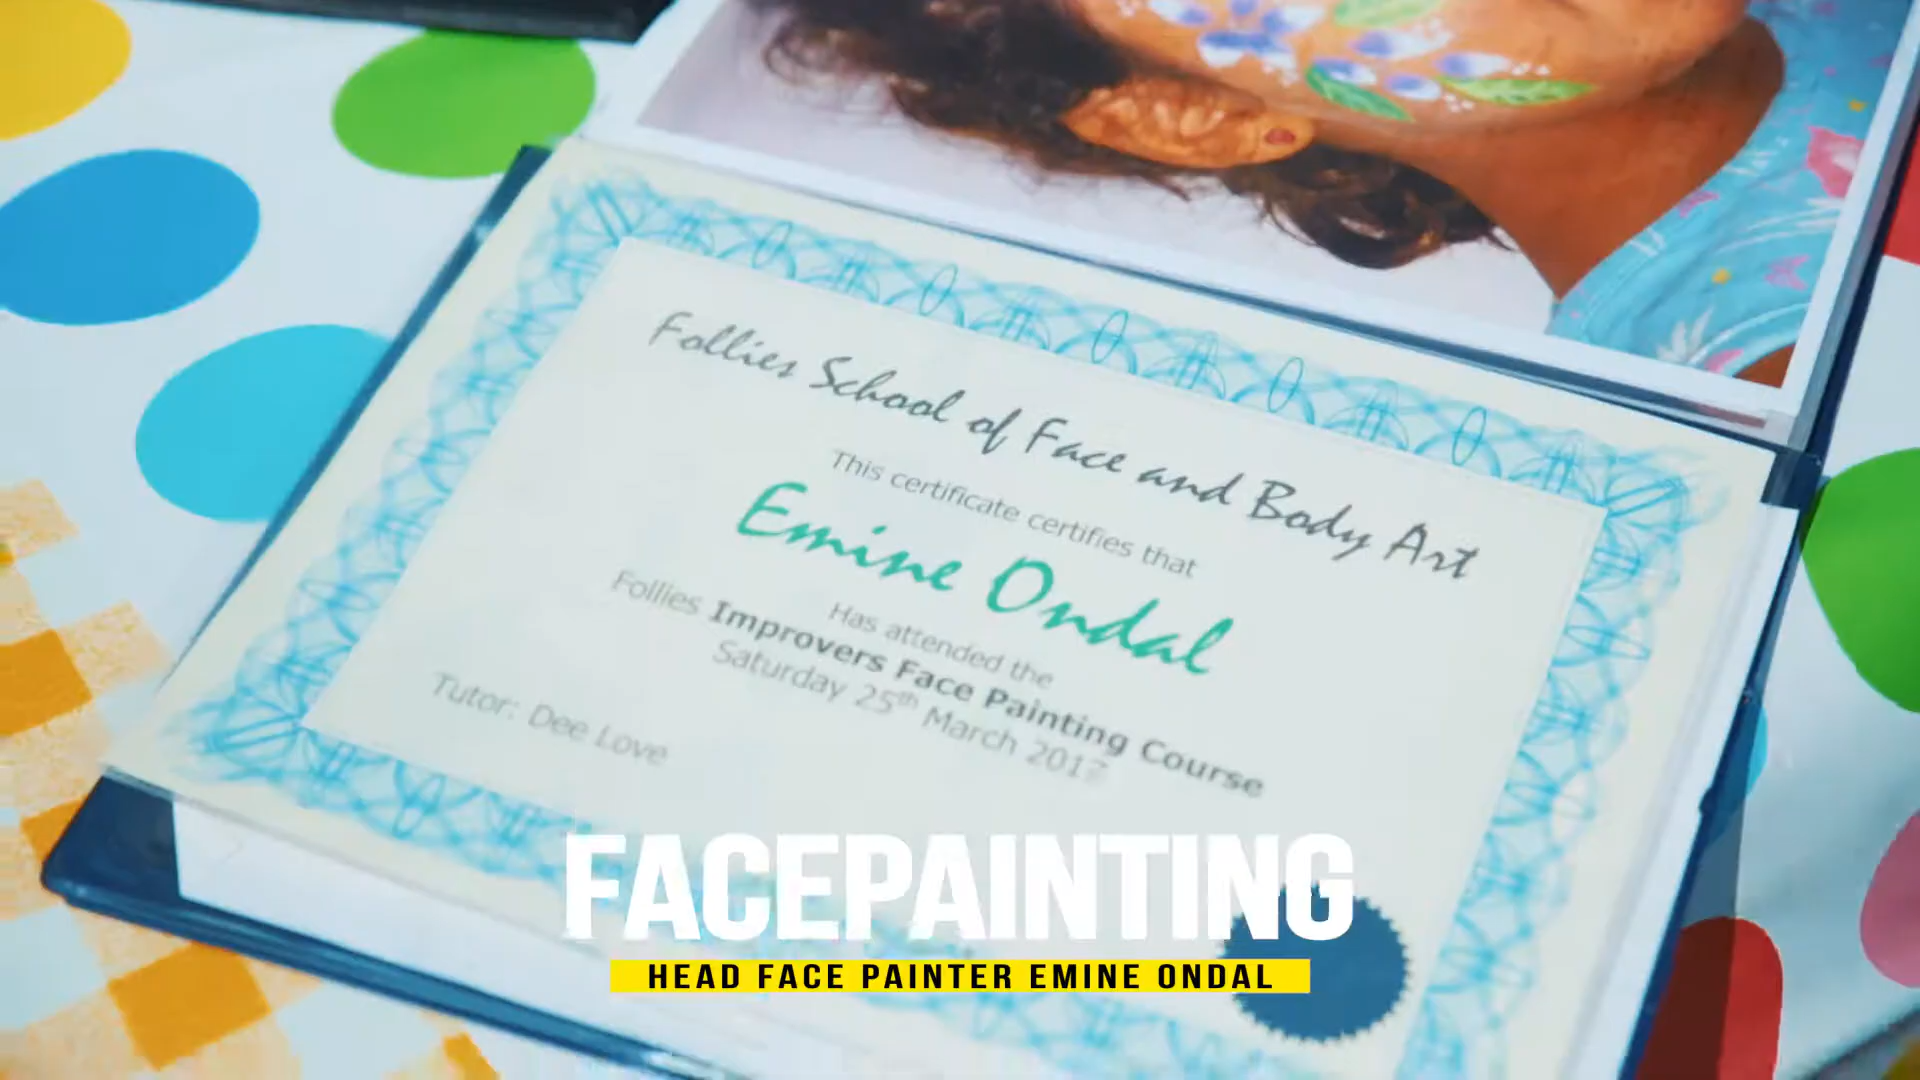 Follies School of Face and Body Art
This certificate certifies that
Emine Ondal
Has attended the
Follies Improvers Face Painting Course
Saturday 25th March 2017
Tutor: Dee Love
FACEPAINTING
HEAD FACE PAINTER EMINE ONDAL